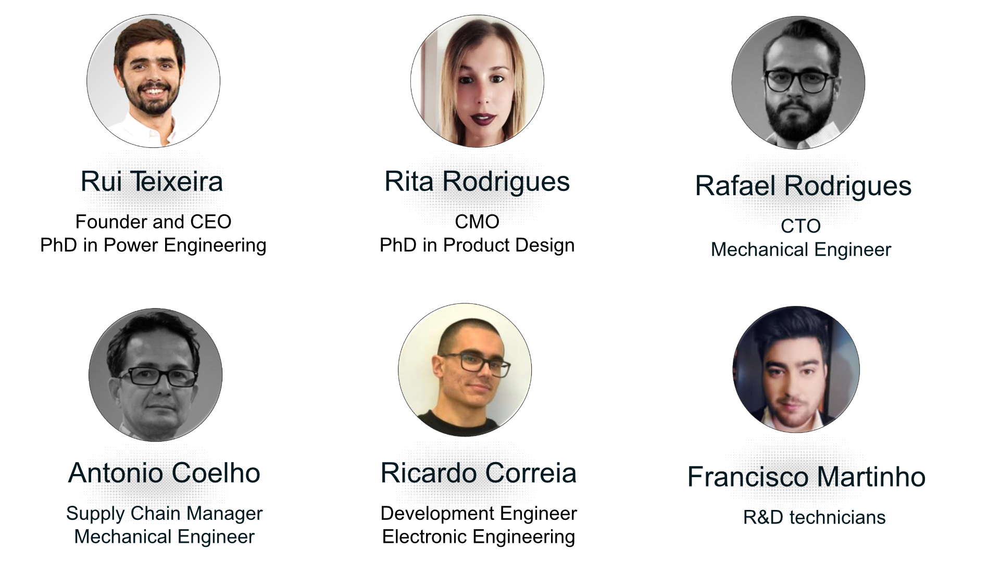 Rui Teixeira
Founder and CEO
PhD in Power Engineering
Rita Rodrigues
CMO
PhD in Product Design
Rafael Rodrigues
CTO
Mechanical Engineer
Antonio Coelho
Supply Chain Manager
Mechanical Engineer
Ricardo Correia
Development Engineer
Electronic Engineering
Francisco Martinho
R&D technicians